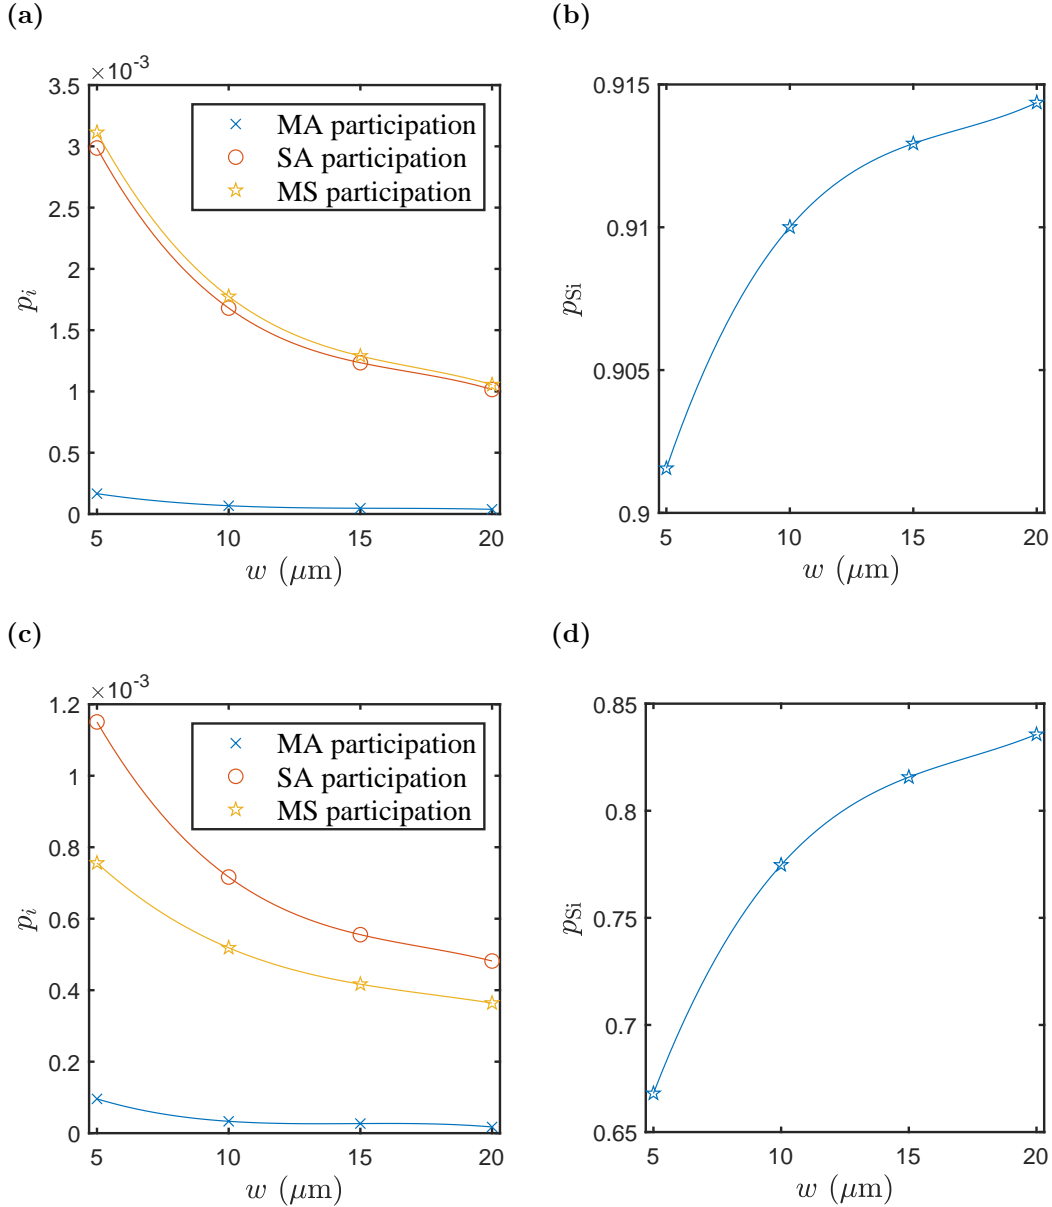 (a)
×10⁻³
3.5
3
2.5
2
1.5
1
0.5
0
5 10 15 20
p_i
w (μm)
MA participation
SA participation
MS participation
(b)
0.915
0.91
0.905
0.9
5 10 15 20
p_Si
w (μm)
(c)
×10⁻³
1.2
1
0.8
0.6
0.4
0.2
0
5 10 15 20
p_i
w (μm)
MA participation
SA participation
MS participation
(d)
0.85
0.8
0.75
0.7
0.65
5 10 15 20
p_Si
w (μm)